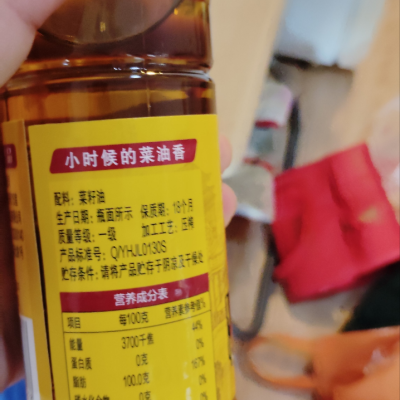 小时候的菜油香
配料：菜籽油
生产日期：瓶面所示 保质期：18个月
质量等级：一级 加工工艺：压榨
产品标准号：Q/YHJL0130S
贮存条件：请将产品贮存于阴凉及干燥处
营养成分表
项目 每100克 营养素参考值%
能量 3700千焦 44%
蛋白质 0克 0%
脂肪 100.0克 167%
0克 0%